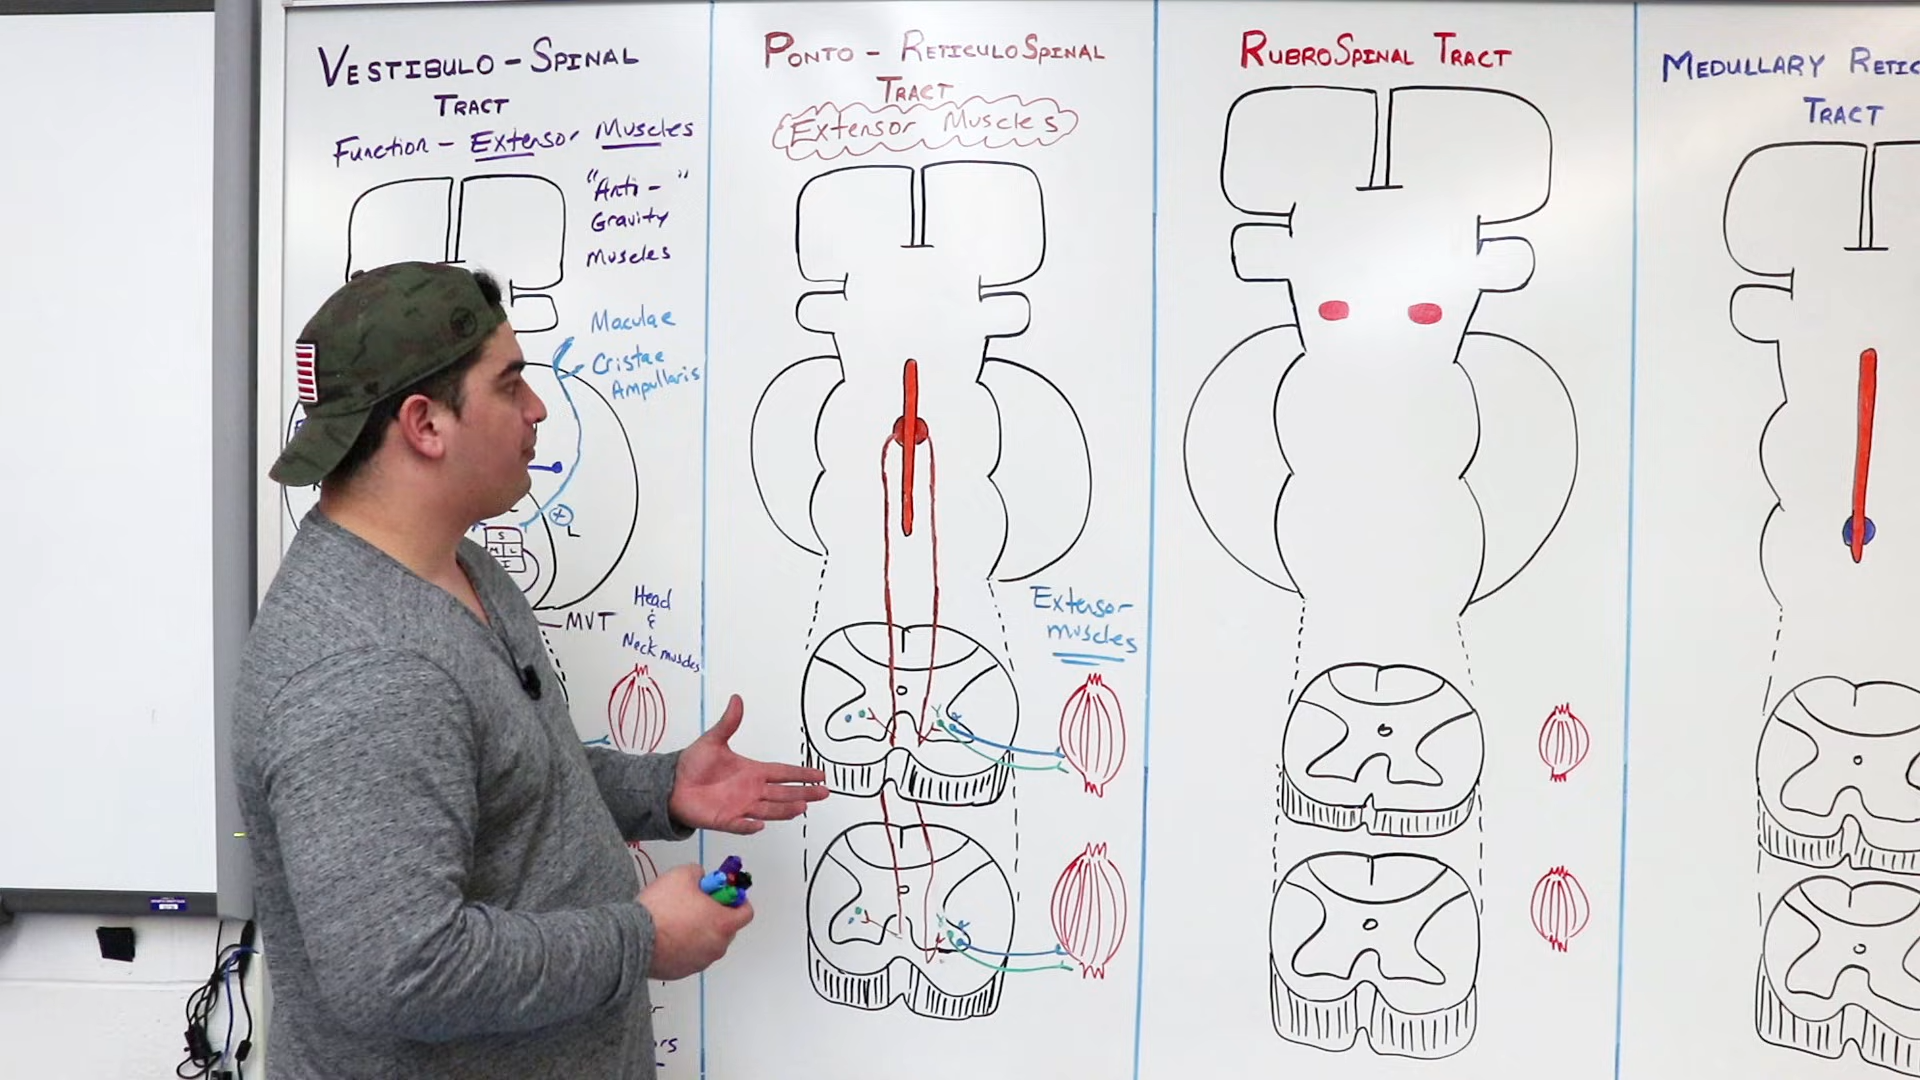 VESTIBULO - SPINAL
TRACT
Function - Extensor Muscles
"Anti - "
Gravity
Muscles
Maculae
Cristae
Ampullaris
+
L
S
M L
I
MVT
Head
&
Neck muscles
PONTO - RETICULOSPINAL
TRACT
Extensor Muscles
Extensor
muscles
γ α
γ α
RUBROSPINAL TRACT
MEDULLARY RETIC
TRACT